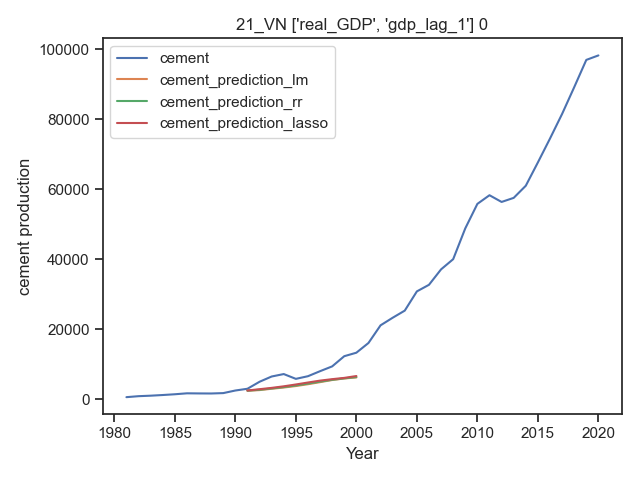 21_VN ['real_GDP', 'gdp_lag_1'] 0
100000
80000
60000
40000
20000
0
cement production
cement
cement_prediction_lm
cement_prediction_rr
cement_prediction_lasso
1980 1985 1990 1995 2000 2005 2010 2015 2020
Year